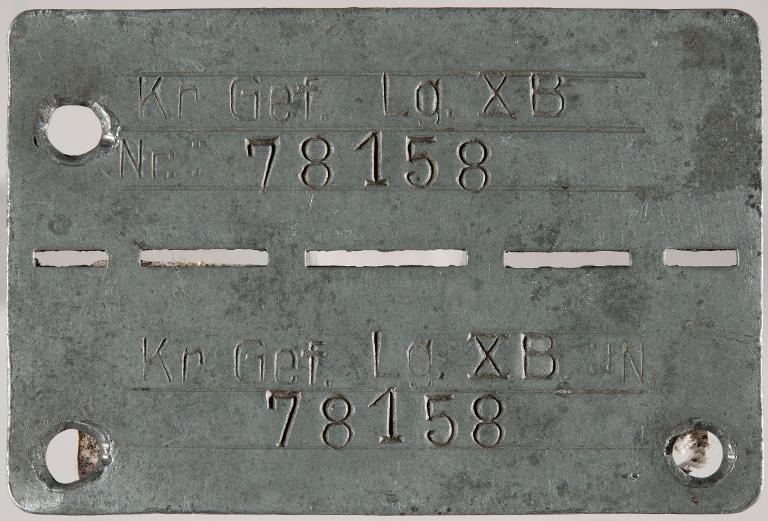 Kr. Gef. Lg. XB
Nr.: 78158
Kr. Gef. Lg. XB
78158